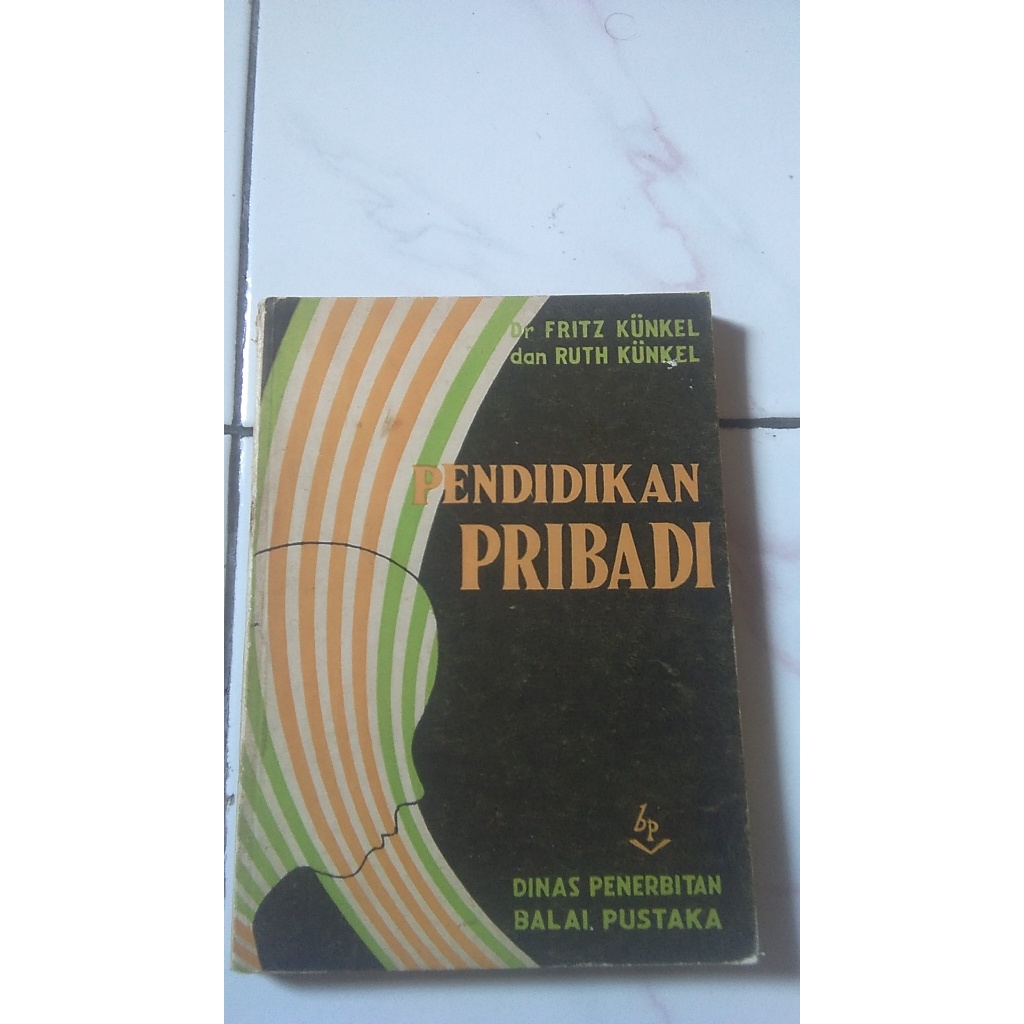 Dr FRITZ KÜNKEL
dan RUTH KÜNKEL
PENDIDIKAN
PRIBADI
bp
DINAS PENERBITAN
BALAI PUSTAKA